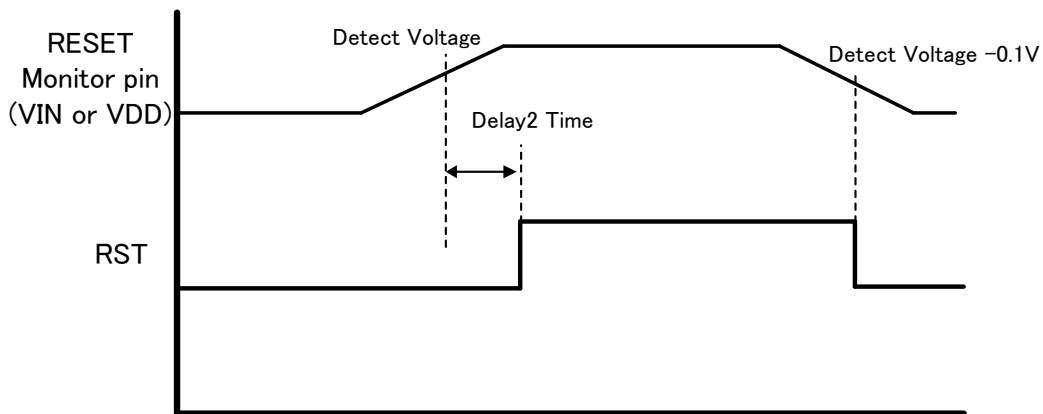 RESET
Monitor pin
(VIN or VDD)
Detect Voltage
Detect Voltage -0.1V
Delay2 Time
RST